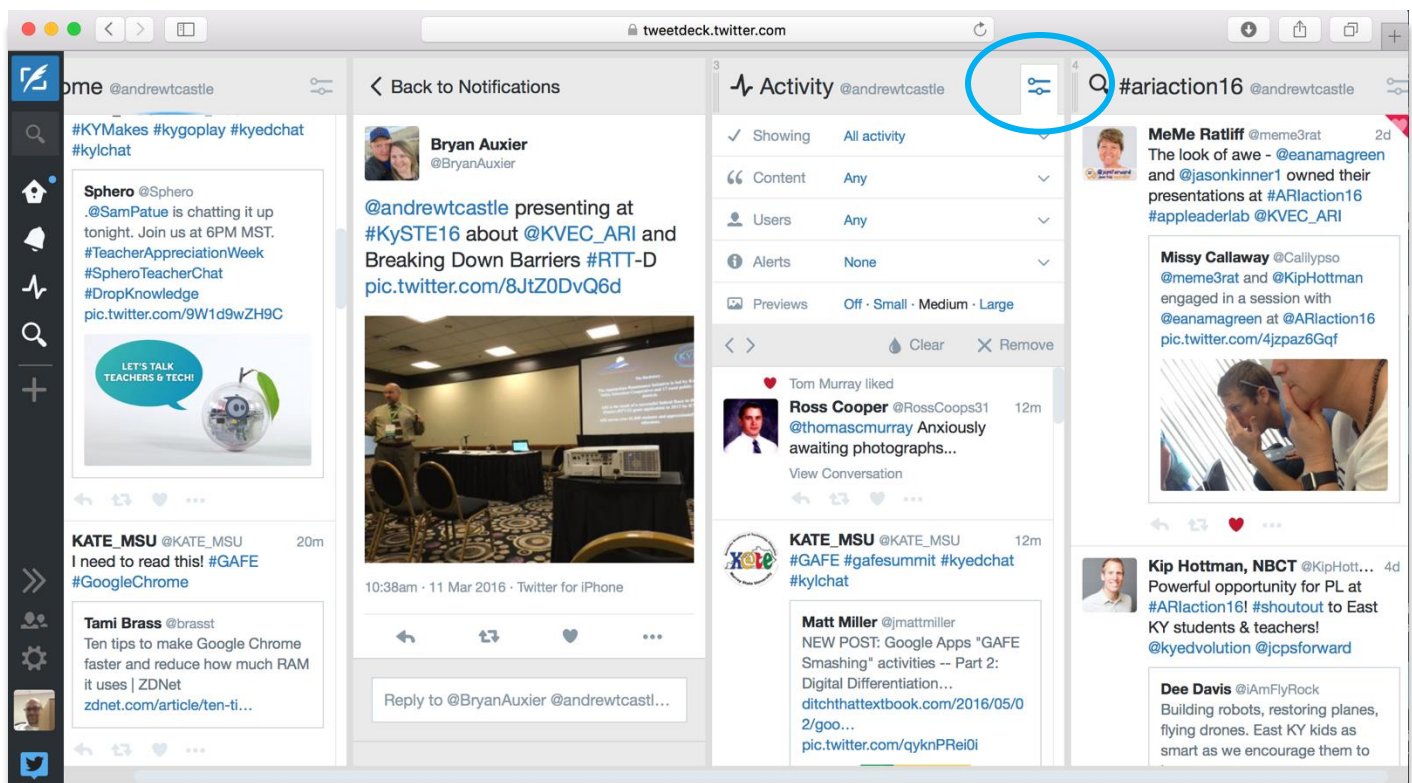 tweetdeck.twitter.com
ome @andrewtcastle
#KYMakes #kygoplay #kyedchat
#kylchat
Sphero @Sphero
.@SamPatue is chatting it up
tonight. Join us at 6PM MST.
#TeacherAppreciationWeek
#SpheroTeacherChat
#DropKnowledge
pic.twitter.com/9W1d9wZH9C
LET'S TALK
TEACHERS & TECH!
KATE_MSU @KATE_MSU 20m
I need to read this! #GAFE
#GoogleChrome
Tami Brass @brasst
Ten tips to make Google Chrome
faster and reduce how much RAM
it uses | ZDNet
zdnet.com/article/ten-ti…
Back to Notifications
Bryan Auxier
@BryanAuxier
@andrewtcastle presenting at
#KySTE16 about @KVEC_ARI and
Breaking Down Barriers #RTT-D
pic.twitter.com/8JtZ0DvQ6d
10:38am · 11 Mar 2016 · Twitter for iPhone
Reply to @BryanAuxier @andrewtcastl...
3
Activity @andrewtcastle
Showing All activity
Content Any
Users Any
Alerts None
Previews Off · Small · Medium · Large
Clear Remove
Tom Murray liked
Ross Cooper @RossCoops31 12m
@thomascmurray Anxiously
awaiting photographs...
View Conversation
KATE_MSU @KATE_MSU 12m
#GAFE #gafesummit #kyedchat
#kylchat
K@te
Matt Miller @jmattmiller
NEW POST: Google Apps "GAFE
Smashing" activities -- Part 2:
Digital Differentiation…
ditchthattextbook.com/2016/05/0
2/goo…
pic.twitter.com/qyknPRei0i
4
#ariaction16 @andrewtcastle
MeMe Ratliff @meme3rat 2d
The look of awe - @eanamagreen
and @jasonkinner1 owned their
presentations at #ARIaction16
#appleaderlab @KVEC_ARI
Missy Callaway @Calilypso
@meme3rat and @KipHottman
engaged in a session with
@eanamagreen at @ARIaction16
pic.twitter.com/4jzpaz6Gqf
Kip Hottman, NBCT @KipHott... 4d
Powerful opportunity for PL at
#ARIaction16! #shoutout to East
KY students & teachers!
@kyedvolution @jcpsforward
Dee Davis @iAmFlyRock
Building robots, restoring planes,
flying drones. East KY kids as
smart as we encourage them to